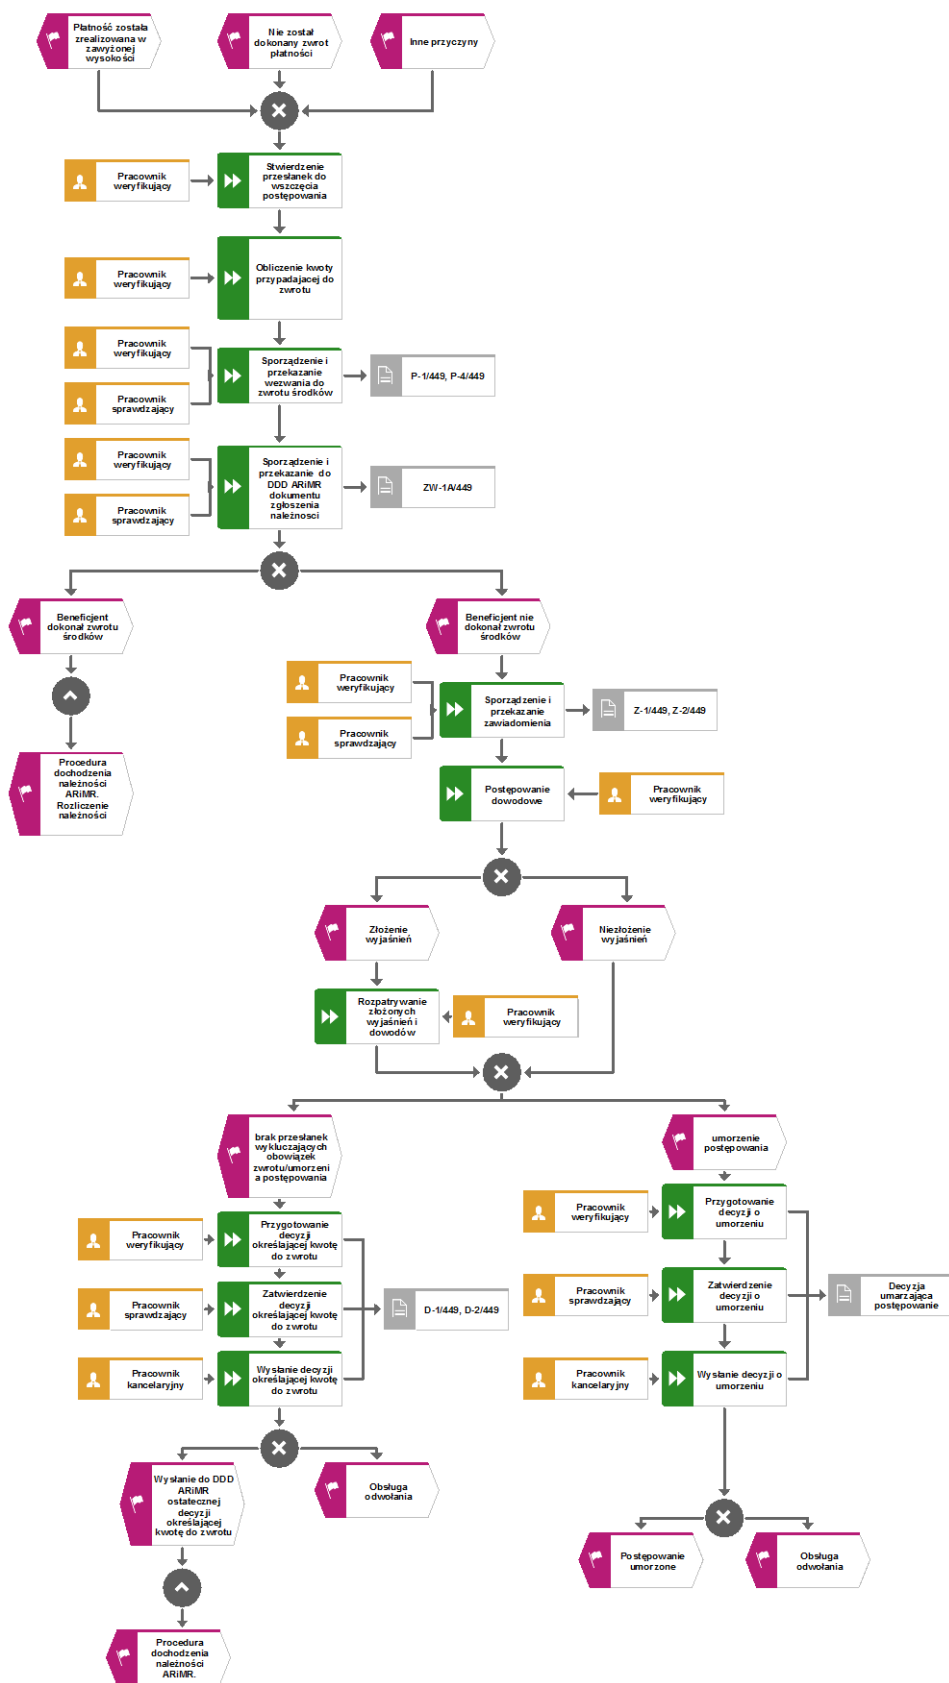 Płatność została
zrealizowana w
zawyżonej
wysokości
Nie został
dokonany zwrot
płatności
Inne przyczyny
Pracownik
weryfikujący
Stwierdzenie
przesłanek do
wszczęcia
postępowania
Pracownik
weryfikujący
Obliczenie kwoty
przypadajacej do
zwrotu
Pracownik
weryfikujący
Pracownik
sprawdzający
Sporządzenie i
przekazanie
wezwania do
zwrotu środków
P-1/449, P-4/449
Pracownik
weryfikujący
Pracownik
sprawdzający
Sporządzenie i
przekazanie do
DDD ARiMR
dokumentu
zgłoszenia
należnosci
ZW-1A/449
Beneficjent
dokonał zwrotu
środków
Beneficjent nie
dokonał zwrotu
środków
Pracownik
weryfikujący
Pracownik
sprawdzający
Sporządzenie i
przekazanie
zawiadomienia
Z-1/449, Z-2/449
Procedura
dochodzenia
należności
ARiMR.
Rozliczenie
należności
Postępowanie
dowodowe
Pracownik
weryfikujący
Złożenie
wyjaśnień
Niezłożenie
wyjaśnień
Rozpatrywanie
złożonych
wyjaśnień i
dowodów
Pracownik
weryfikujący
brak przesłanek
wykluczających
obowiązek
zwrotu/umorzeni
a postępowania
umorzenie
postępowania
Pracownik
weryfikujący
Przygotowanie
decyzji
określającej kwotę
do zwrotu
Pracownik
sprawdzający
Zatwierdzenie
decyzji
określającej kwotę
do zwrotu
D-1/449, D-2/449
Pracownik
kancelaryjny
Wysłanie decyzji
określającej kwotę
do zwrotu
Pracownik
weryfikujący
Przygotowanie
decyzji o
umorzeniu
Pracownik
sprawdzający
Zatwierdzenie
decyzji o
umorzeniu
Decyzja
umarzająca
postępowanie
Pracownik
kancelaryjny
Wysłanie decyzji o
umorzeniu
Wysłanie do DDD
ARiMR
ostatecznej
decyzji
określającej
kwotę do zwrotu
Obsługa
odwołania
Postępowanie
umorzone
Obsługa
odwołania
Procedura
dochodzenia
należności
ARiMR.